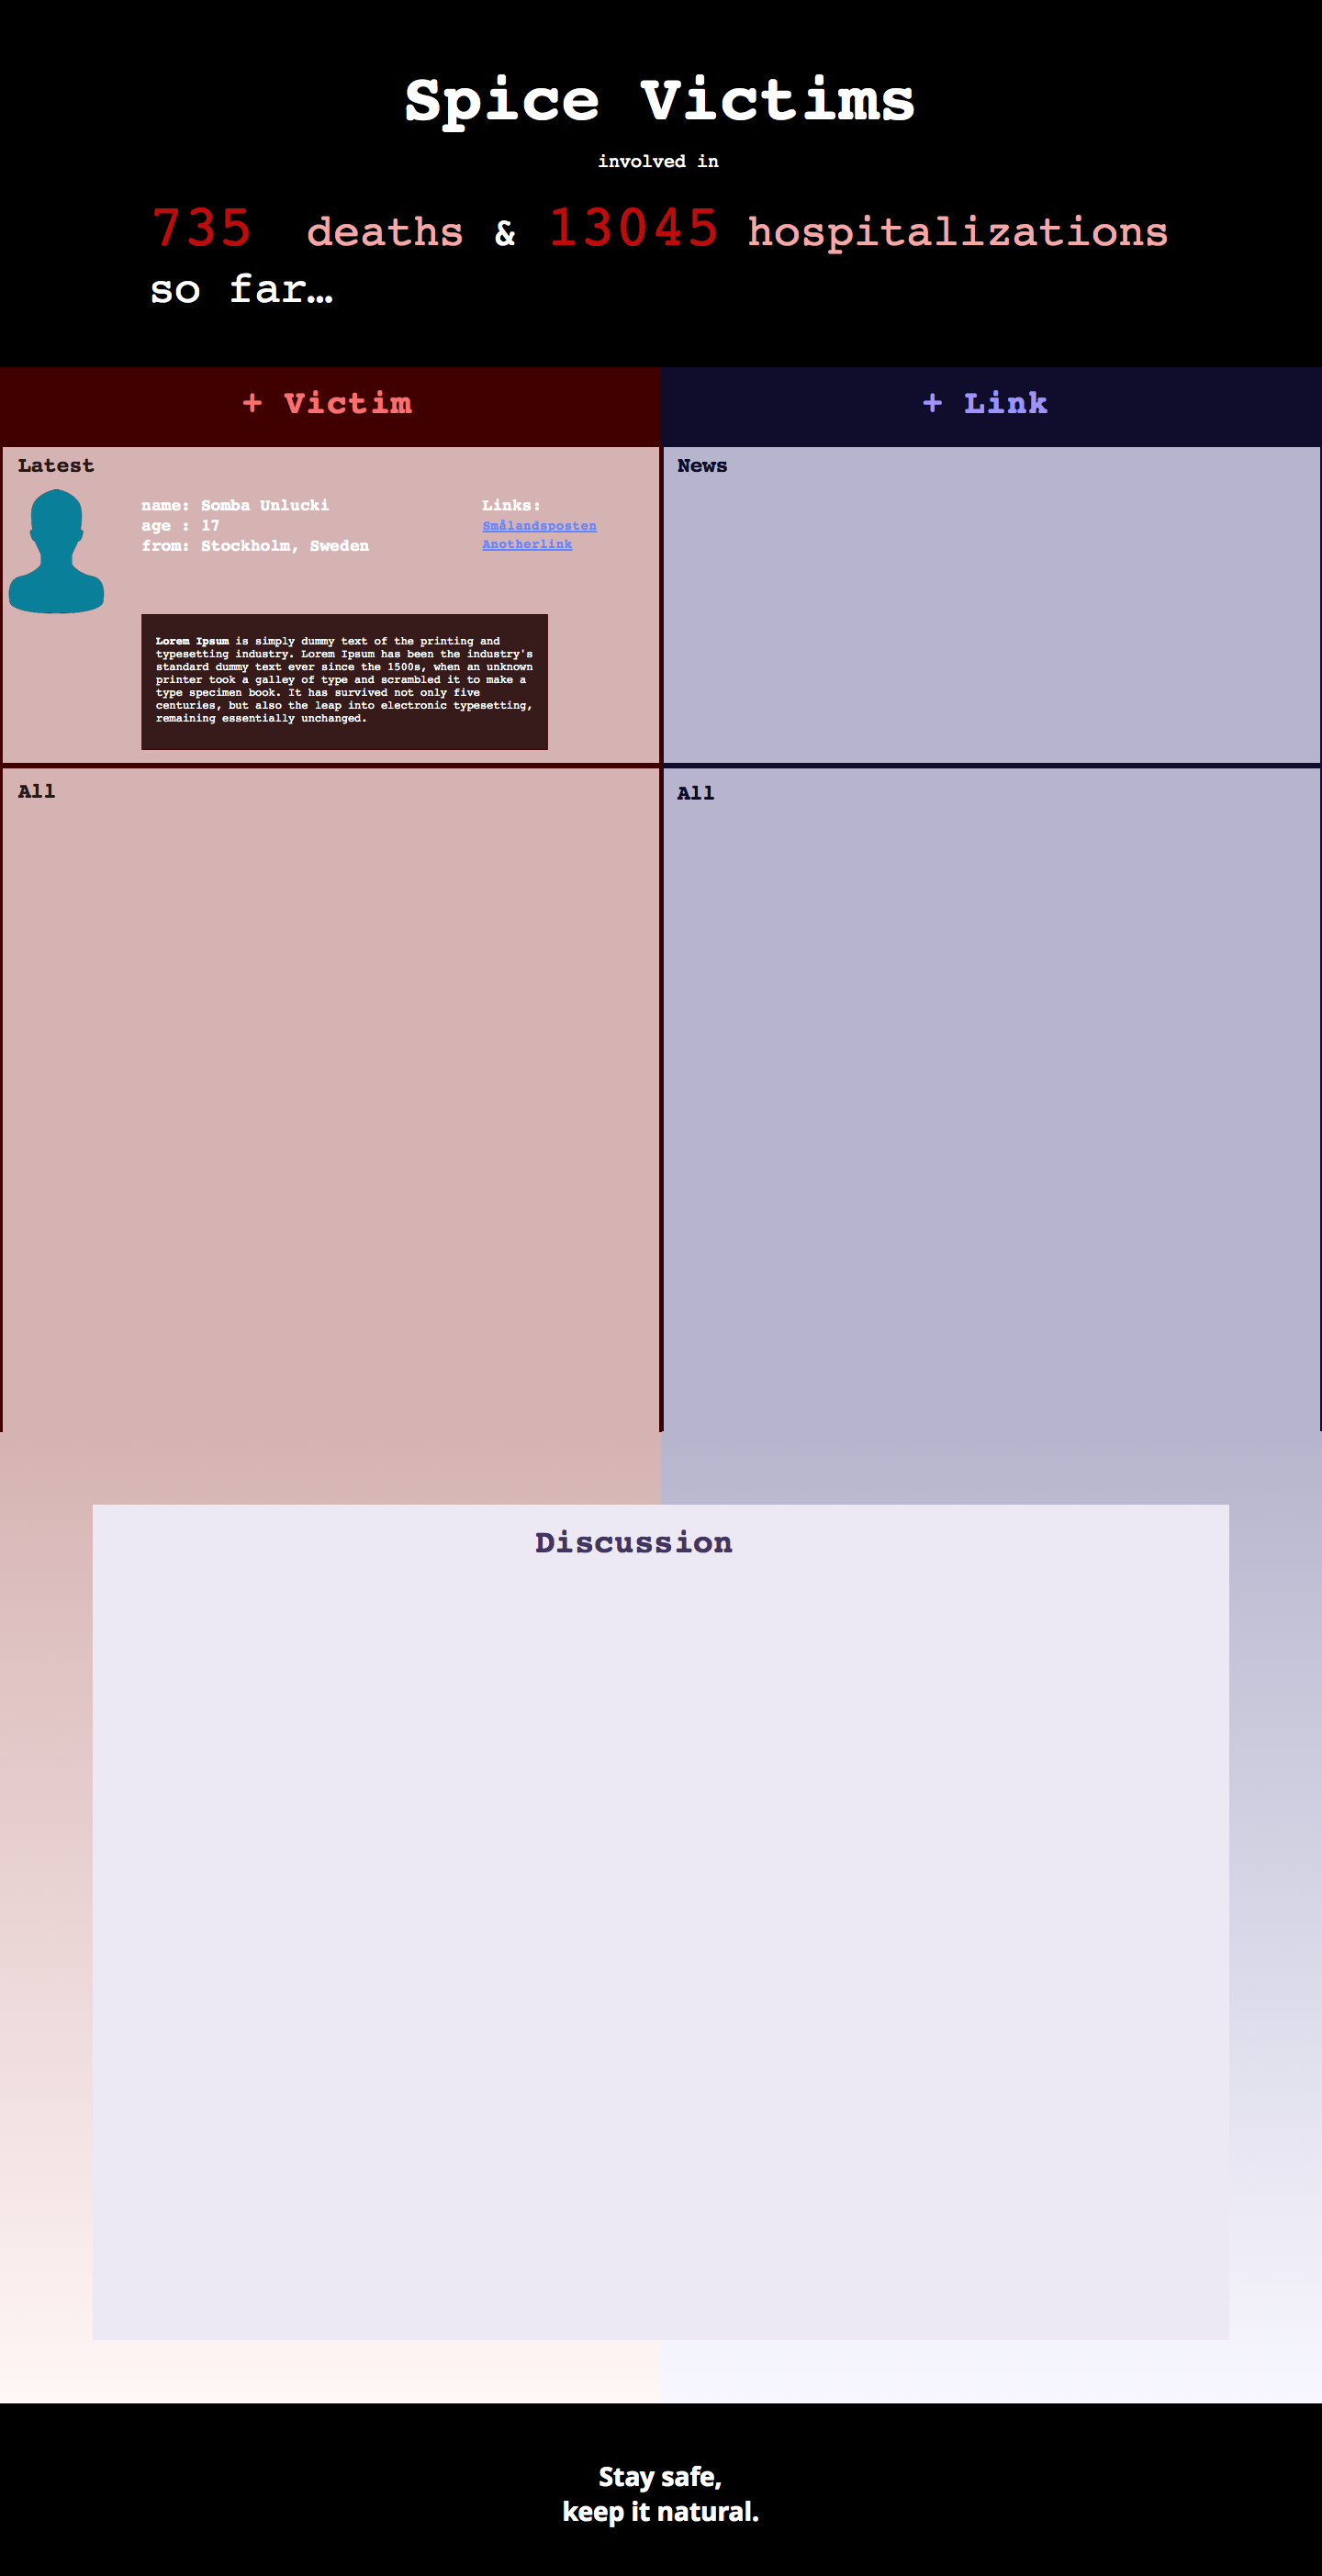 Spice Victims
involved in
735 deaths & 13045 hospitalizations
so far…
+ Victim
+ Link
Latest
name: Somba Unlucki
age : 17
from: Stockholm, Sweden
Links:
Smålandsposten
Anotherlink
Lorem Ipsum is simply dummy text of the printing and
typesetting industry. Lorem Ipsum has been the industry's
standard dummy text ever since the 1500s, when an unknown
printer took a galley of type and scrambled it to make a
type specimen book. It has survived not only five
centuries, but also the leap into electronic typesetting,
remaining essentially unchanged.
News
All
All
Discussion
Stay safe,
keep it natural.